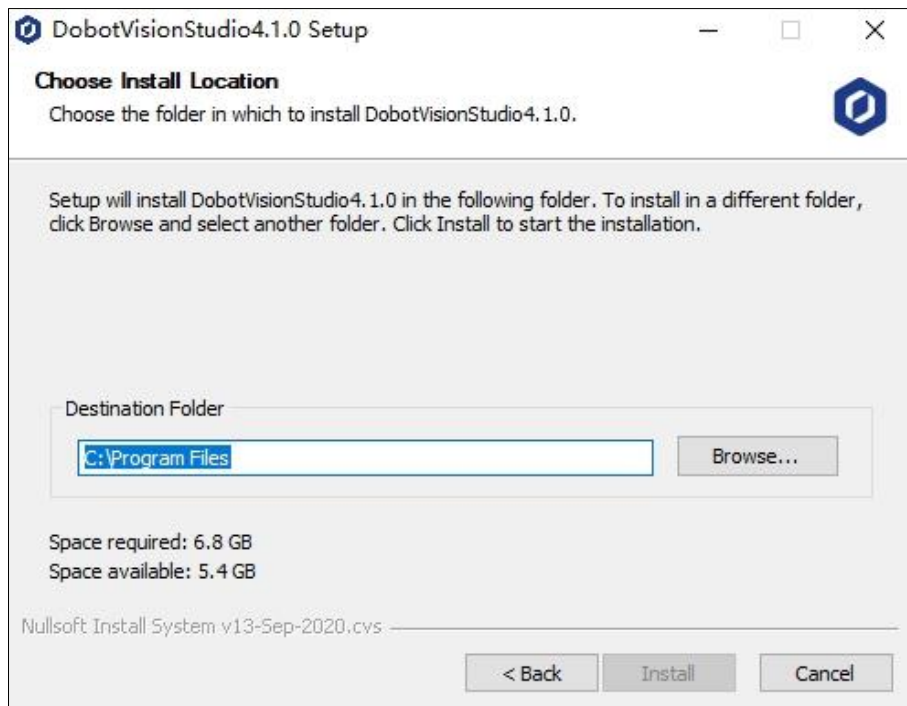 DobotVisionStudio4.1.0 Setup
Choose Install Location
Choose the folder in which to install DobotVisionStudio4.1.0.
Setup will install DobotVisionStudio4.1.0 in the following folder. To install in a different folder,
click Browse and select another folder. Click Install to start the installation.
Destination Folder
C:\Program Files
Browse...
Space required: 6.8 GB
Space available: 5.4 GB
Nullsoft Install System v13-Sep-2020.cvs
< Back
Install
Cancel